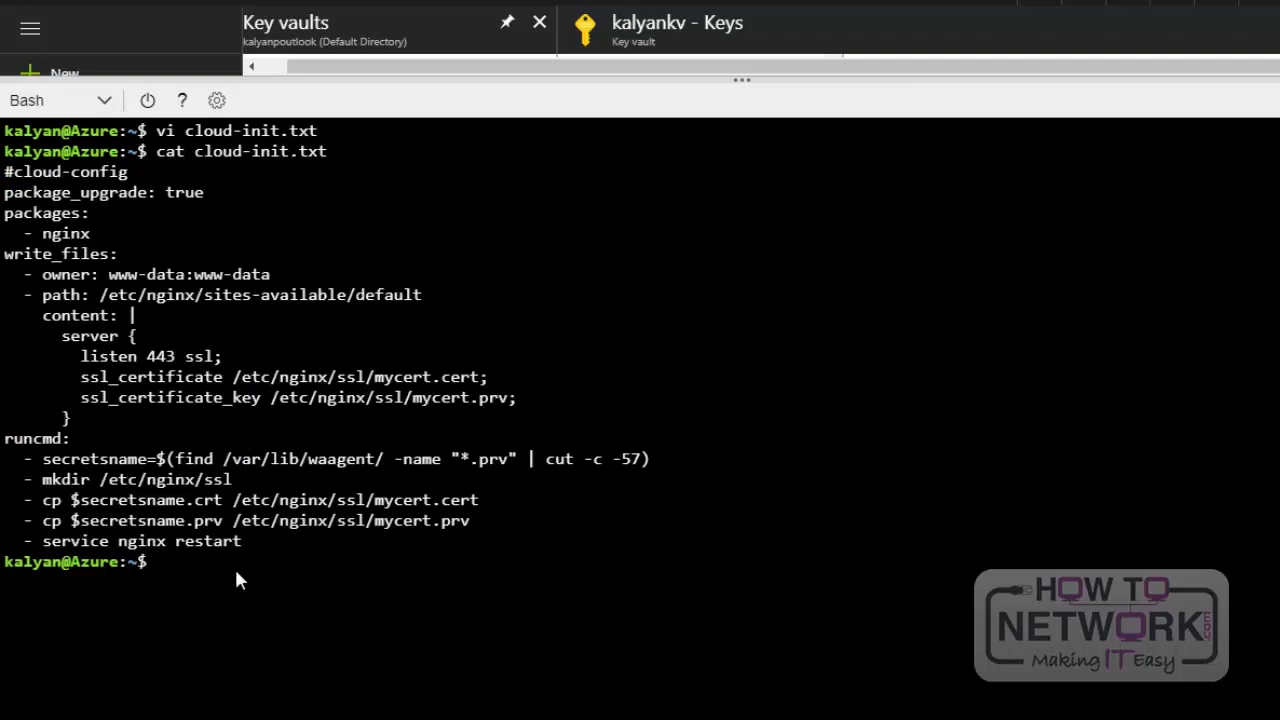 Key vaults
kalyanpoutlook (Default Directory)
kalyankv - Keys
Key vault
New
Bash
?
kalyan@Azure:~$ vi cloud-init.txt
kalyan@Azure:~$ cat cloud-init.txt
#cloud-config
package_upgrade: true
packages:
  - nginx
write_files:
  - owner: www-data:www-data
  - path: /etc/nginx/sites-available/default
    content: |
      server {
        listen 443 ssl;
        ssl_certificate /etc/nginx/ssl/mycert.cert;
        ssl_certificate_key /etc/nginx/ssl/mycert.prv;
      }
runcmd:
  - secretsname=$(find /var/lib/waagent/ -name "*.prv" | cut -c -57)
  - mkdir /etc/nginx/ssl
  - cp $secretsname.crt /etc/nginx/ssl/mycert.cert
  - cp $secretsname.prv /etc/nginx/ssl/mycert.prv
  - service nginx restart
kalyan@Azure:~$
HOW TO
NETWORK.com
Making IT Easy